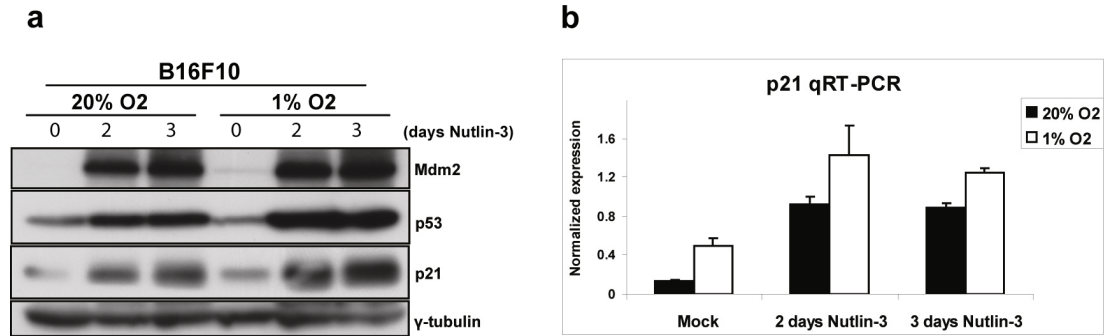 a
B16F10
20% O2 1% O2
0 2 3 0 2 3 (days Nutlin-3)
Mdm2
p53
p21
γ-tubulin
b
p21 qRT-PCR
20% O2
1% O2
Normalized expression
1.6
1.2
0.8
0.4
0
Mock 2 days Nutlin-3 3 days Nutlin-3